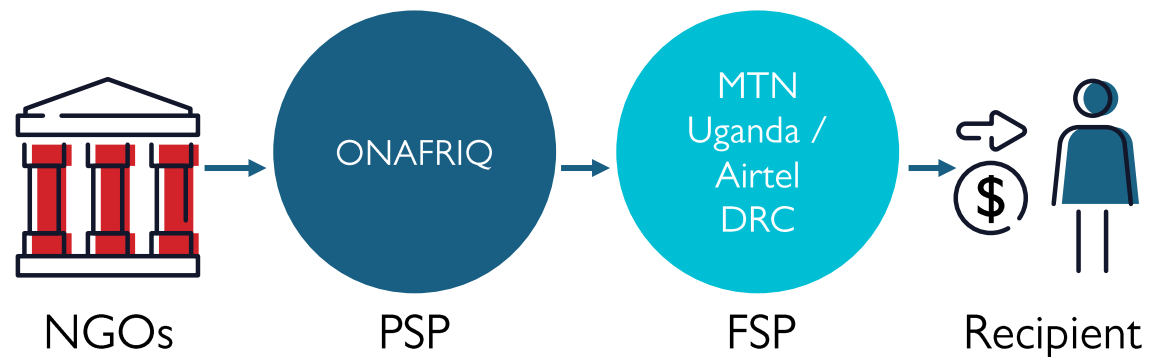 ONAFRIQ
MTN
Uganda /
Airtel
DRC
$
NGOs
PSP
FSP
Recipient